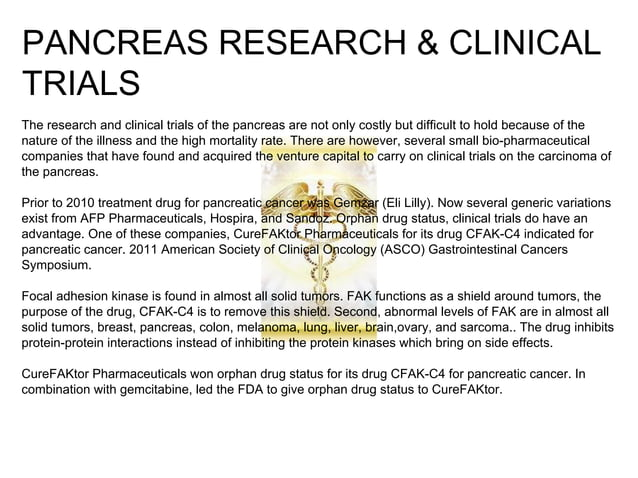 PANCREAS RESEARCH & CLINICAL
TRIALS
The research and clinical trials of the pancreas are not only costly but difficult to hold because of the
nature of the illness and the high mortality rate. There are however, several small bio-pharmaceutical
companies that have found and acquired the venture capital to carry on clinical trials on the carcinoma of
the pancreas.
Prior to 2010 treatment drug for pancreatic cancer was Gemzar (Eli Lilly). Now several generic variations
exist from AFP Pharmaceuticals, Hospira, and Sandoz. Orphan drug status, clinical trials do have an
advantage. One of these companies, CureFAKtor Pharmaceuticals for its drug CFAK-C4 indicated for
pancreatic cancer. 2011 American Society of Clinical Oncology (ASCO) Gastrointestinal Cancers
Symposium.
Focal adhesion kinase is found in almost all solid tumors. FAK functions as a shield around tumors, the
purpose of the drug, CFAK-C4 is to remove this shield. Second, abnormal levels of FAK are in almost all
solid tumors, breast, pancreas, colon, melanoma, lung, liver, brain,ovary, and sarcoma.. The drug inhibits
protein-protein interactions instead of inhibiting the protein kinases which bring on side effects.
CureFAKtor Pharmaceuticals won orphan drug status for its drug CFAK-C4 for pancreatic cancer. In
combination with gemcitabine, led the FDA to give orphan drug status to CureFAKtor.